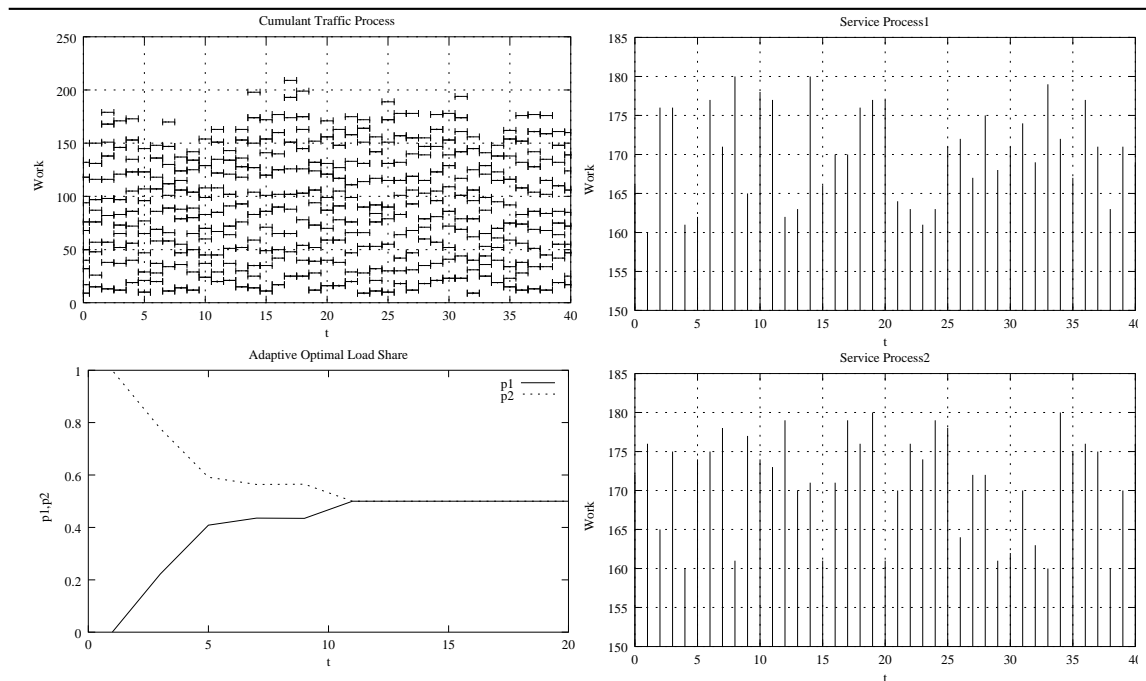 Cumulant Traffic Process
250
200
150
100
50
0
Work
0 5 10 15 20 25 30 35 40
t
Service Process1
185
180
175
170
165
160
155
150
Work
0 5 10 15 20 25 30 35 40
t
Adaptive Optimal Load Share
1
0.8
0.6
0.4
0.2
0
p1,p2
p1
p2
0 5 10 15 20
t
Service Process2
185
180
175
170
165
160
155
150
Work
0 5 10 15 20 25 30 35 40
t